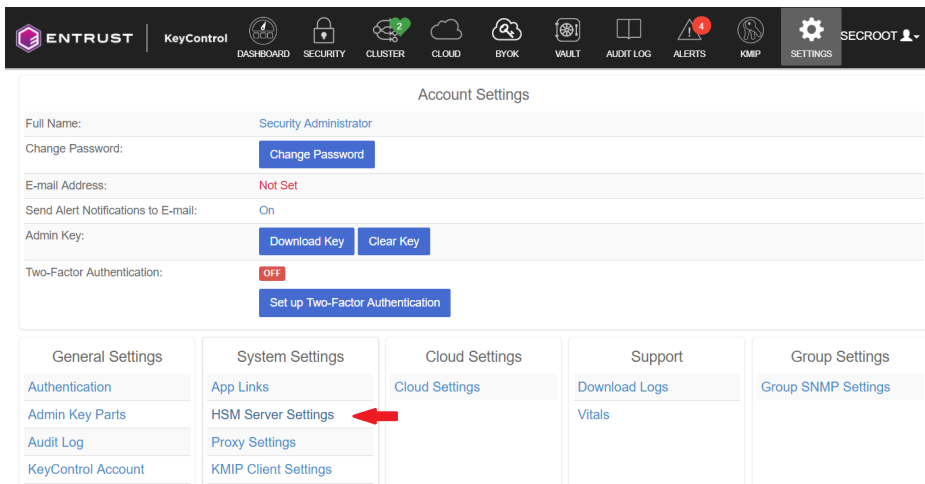 ENTRUST KeyControl DASHBOARD SECURITY 2 CLUSTER CLOUD BYOK VAULT AUDIT LOG 4 ALERTS KMIP SETTINGS SECROOT
Account Settings
Full Name: Security Administrator
Change Password: Change Password
E-mail Address: Not Set
Send Alert Notifications to E-mail: On
Admin Key: Download Key Clear Key
Two-Factor Authentication: OFF
Set up Two-Factor Authentication
General Settings System Settings Cloud Settings Support Group Settings
Authentication App Links Cloud Settings Download Logs Group SNMP Settings
Admin Key Parts HSM Server Settings Vitals
Audit Log Proxy Settings
KeyControl Account KMIP Client Settings